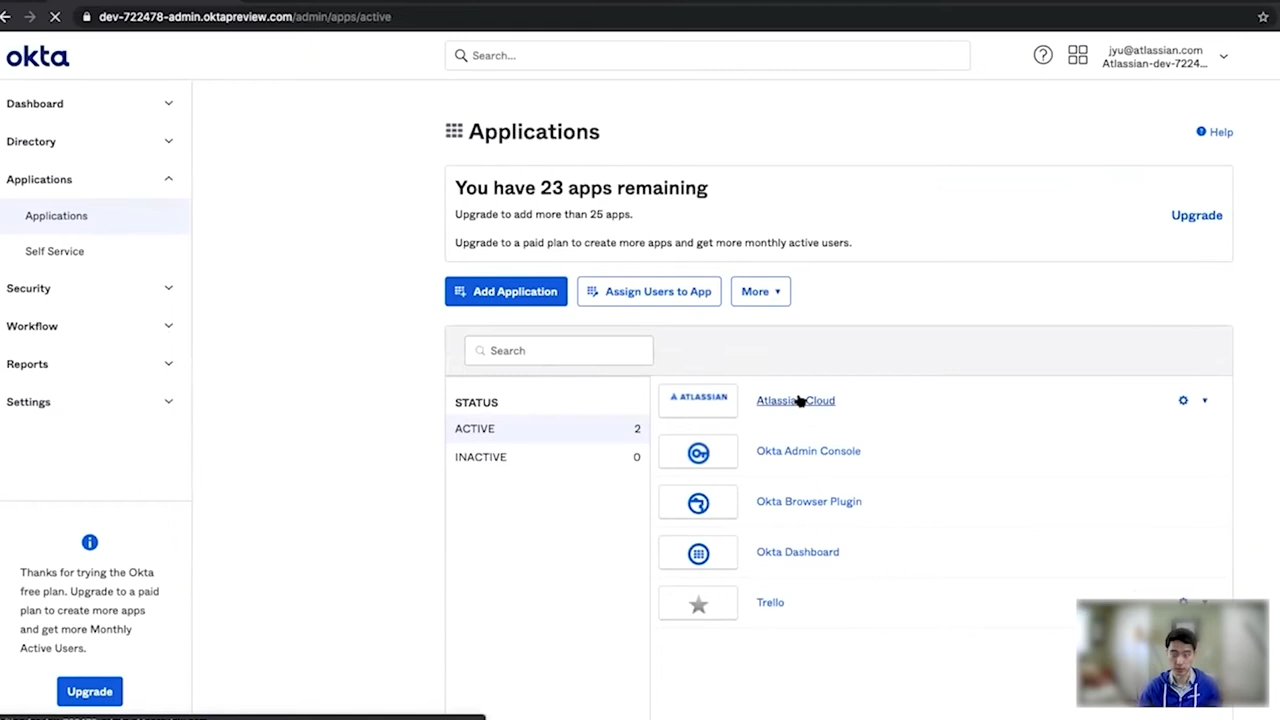 dev-722478-admin.oktapreview.com/admin/apps/active
okta
Search...
jyu@atlassian.com
Atlassian-dev-7224...
Dashboard
Directory
Applications
Applications
Self Service
Security
Workflow
Reports
Settings
Thanks for trying the Okta
free plan. Upgrade to a paid
plan to create more apps
and get more Monthly
Active Users.
Upgrade
Applications
Help
You have 23 apps remaining
Upgrade to add more than 25 apps.
Upgrade to a paid plan to create more apps and get more monthly active users.
Upgrade
Add Application
Assign Users to App
More
Search
STATUS
ACTIVE 2
INACTIVE 0
ATLASSIAN
Atlassian Cloud
Okta Admin Console
Okta Browser Plugin
Okta Dashboard
Trello